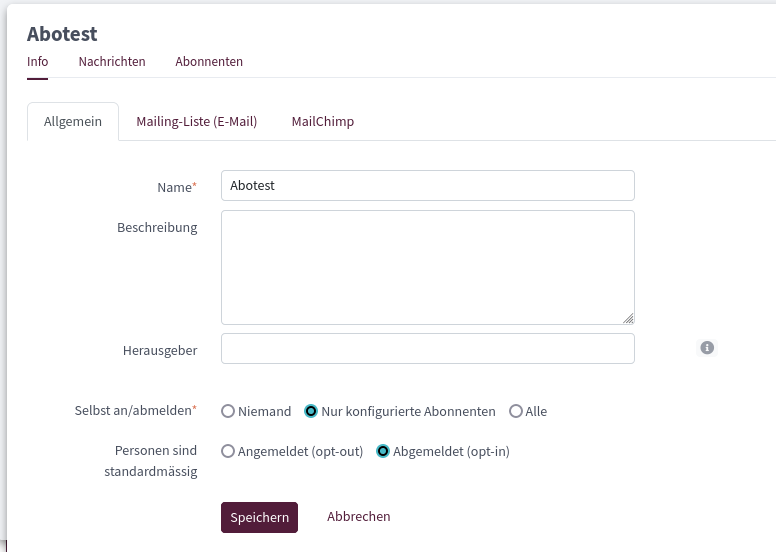 Abotest
Info Nachrichten Abonnenten
Allgemein Mailing-Liste (E-Mail) MailChimp
Name* Abotest
Beschreibung
Herausgeber
Selbst an/abmelden* Niemand Nur konfigurierte Abonnenten Alle
Personen sind standardmässig Angemeldet (opt-out) Abgemeldet (opt-in)
Speichern Abbrechen